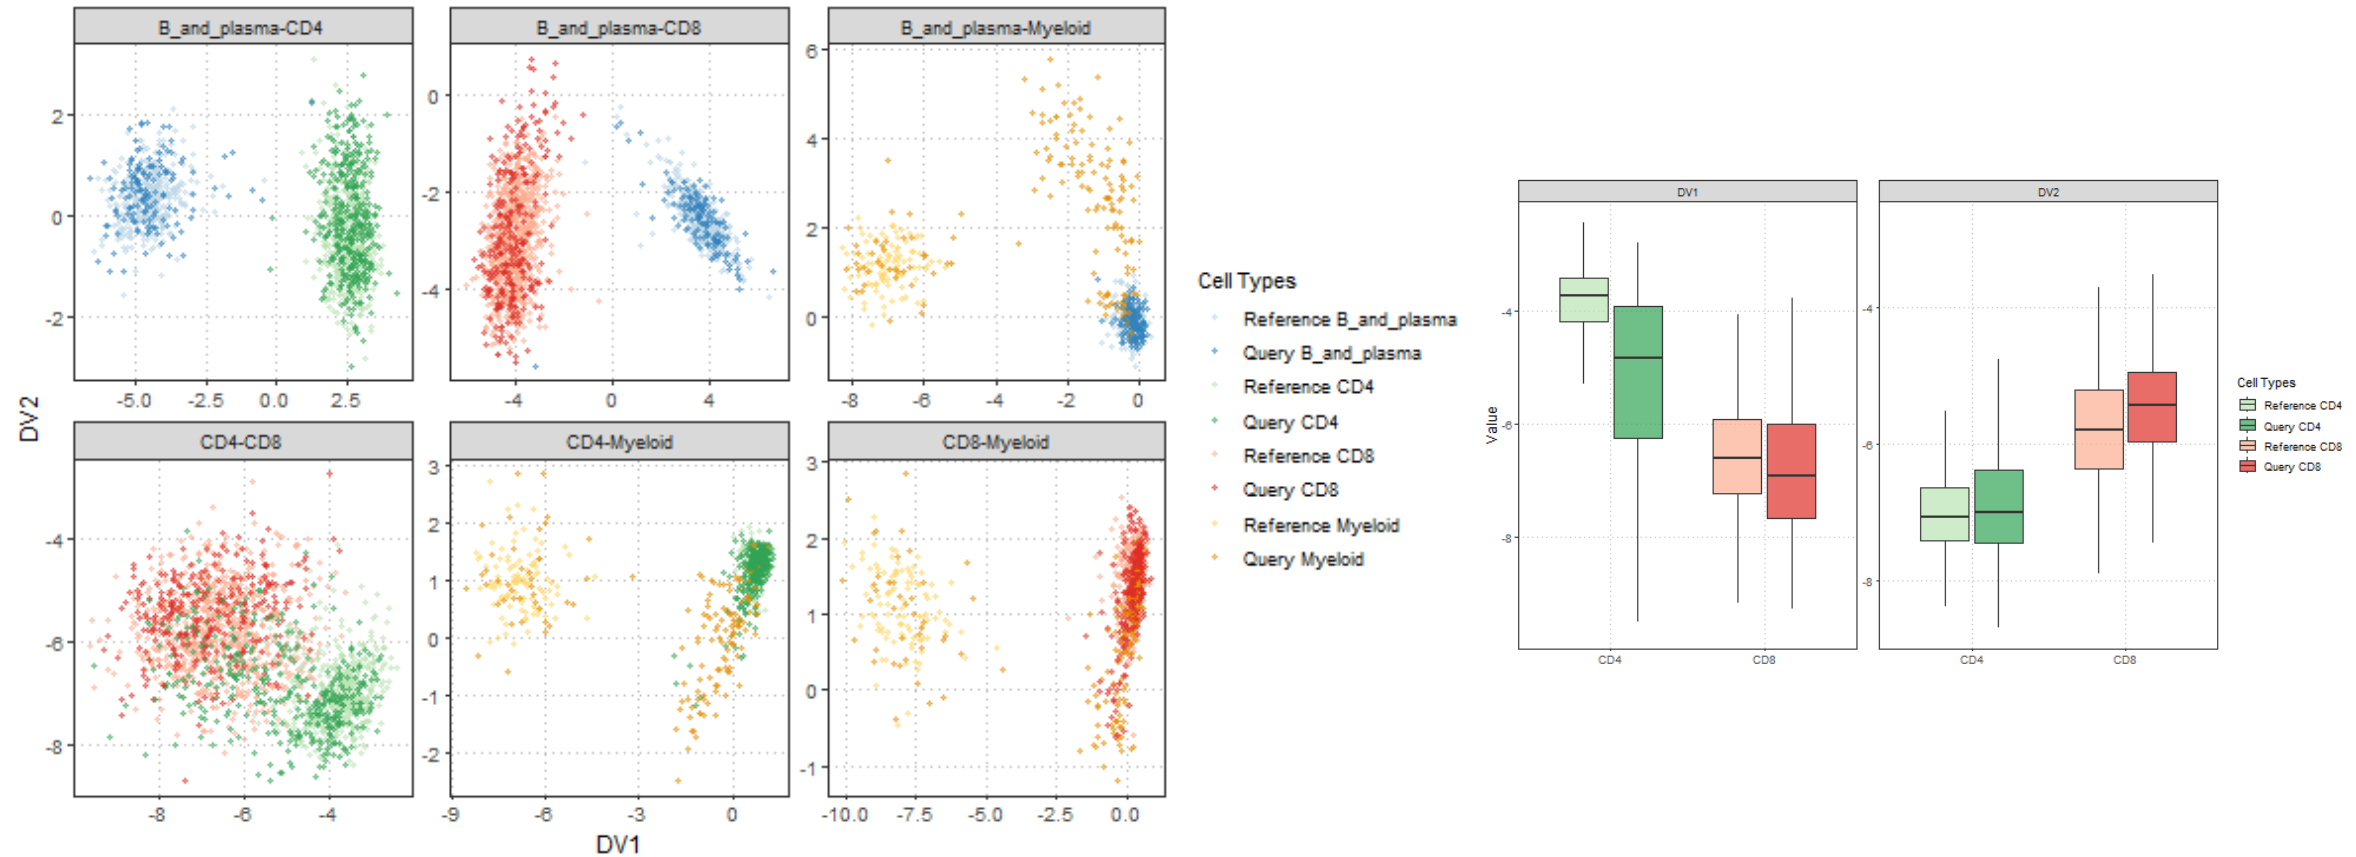 B_and_plasma-CD4
B_and_plasma-CD8
B_and_plasma-Myeloid
2
0
-2
-5.0 -2.5 0.0 2.5
0
-2
-4
-4 0 4
6
4
2
0
-8 -6 -4 -2 0
DV2
CD4-CD8
CD4-Myeloid
CD8-Myeloid
-4
-6
-8
-8 -6 -4
3
2
1
0
-1
-2
-9 -6 -3 0
3
2
1
0
-1
-10.0 -7.5 -5.0 -2.5 0.0
DV1
Cell Types
Reference B_and_plasma
Query B_and_plasma
Reference CD4
Query CD4
Reference CD8
Query CD8
Reference Myeloid
Query Myeloid
DV1
DV2
Value
-4
-6
-8
CD4 CD8
-4
-6
-8
CD4 CD8
Cell Types
Reference CD4
Query CD4
Reference CD8
Query CD8